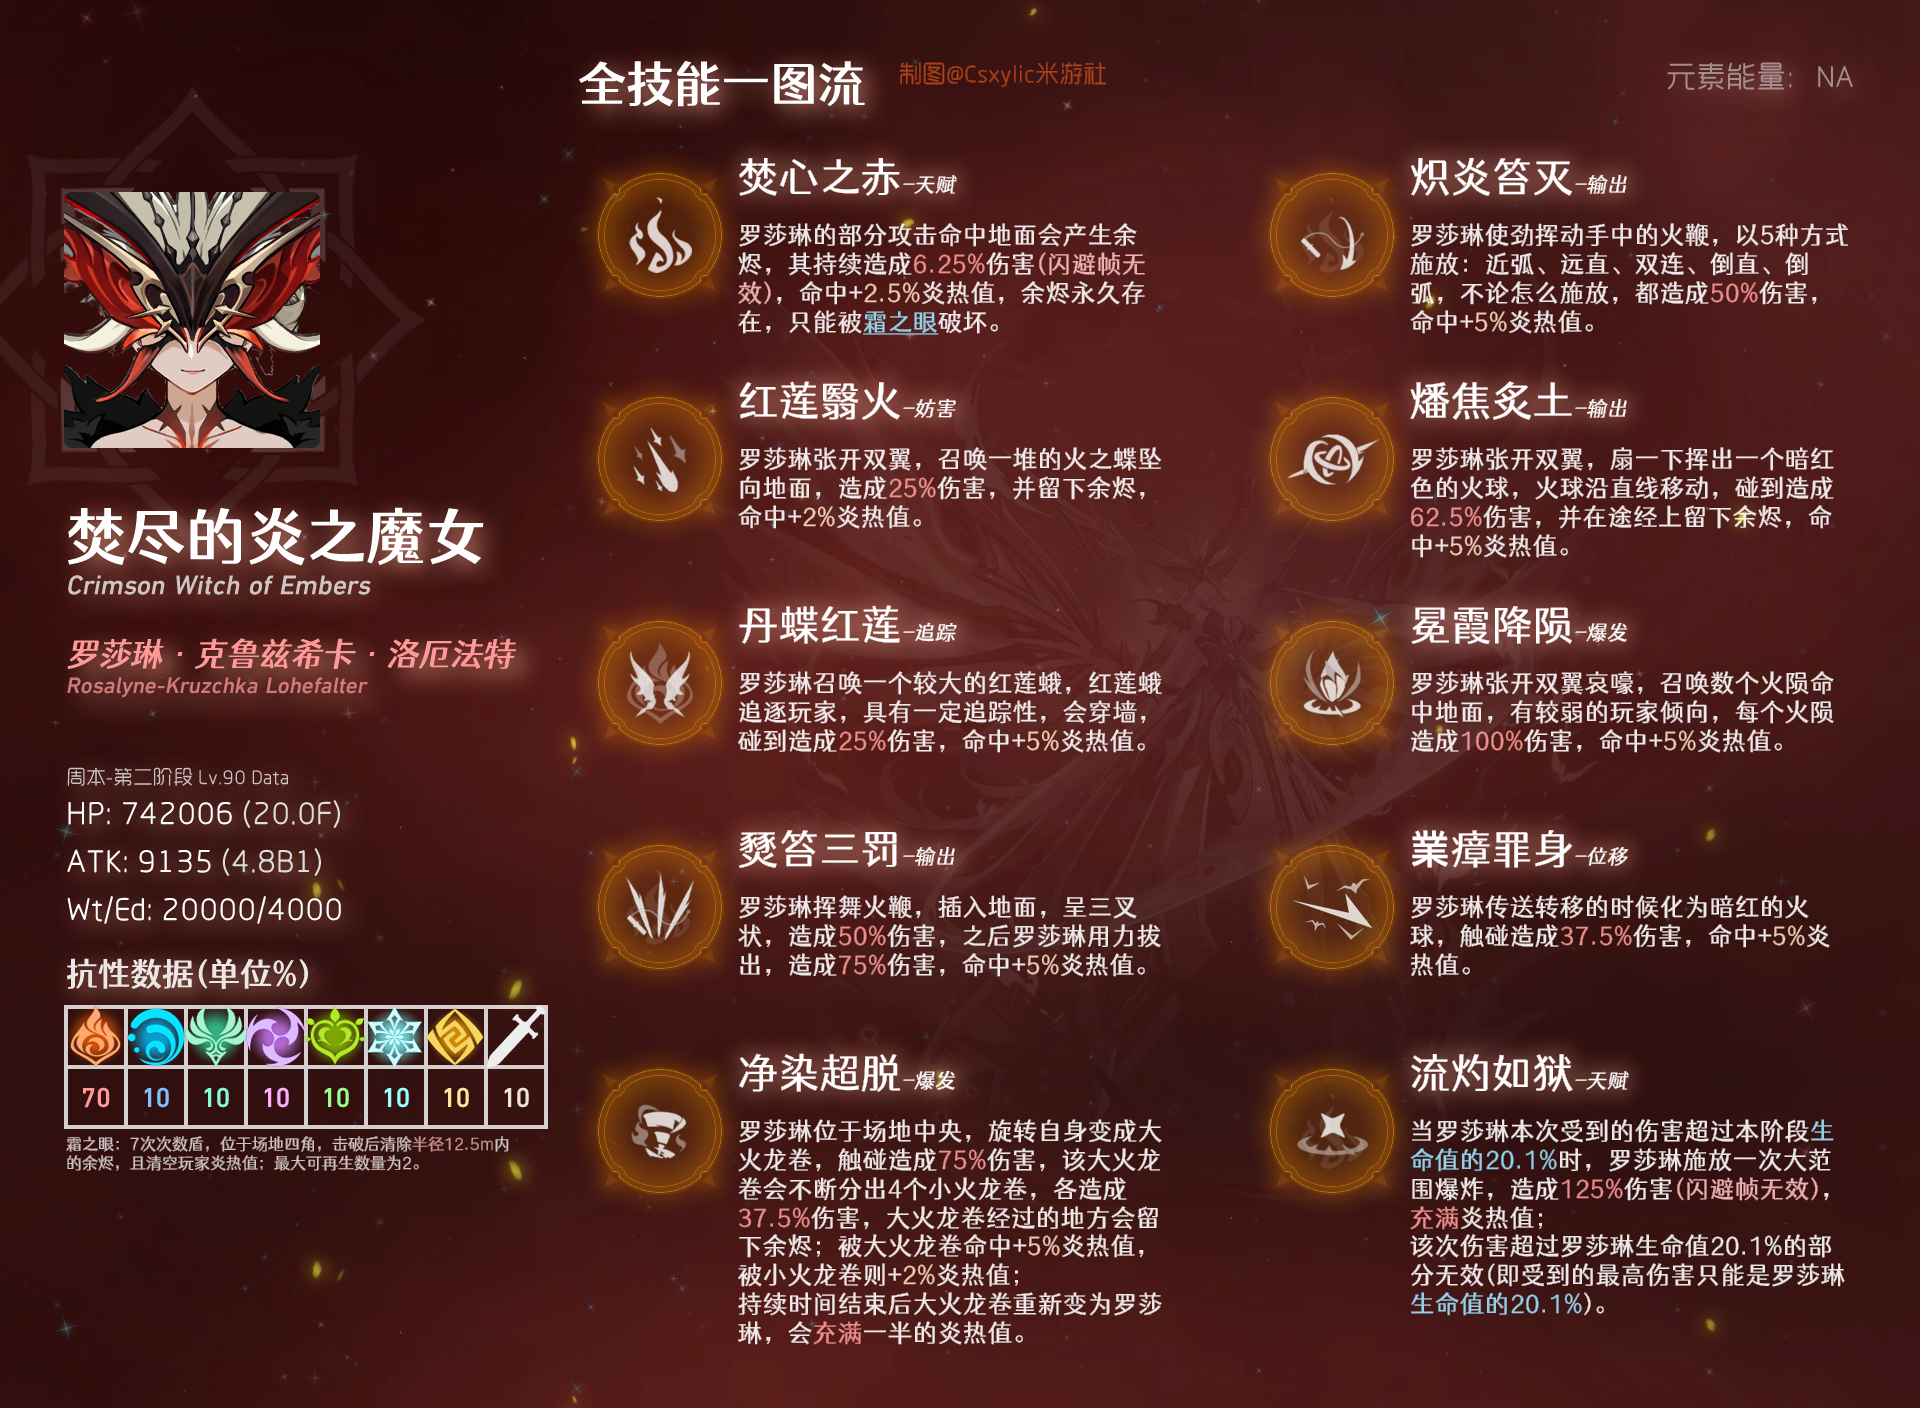 全技能一图流
制图@Csxylic米游社
元素能量: NA
焚尽的炎之魔女
Crimson Witch of Embers
罗莎琳·克鲁兹希卡·洛厄法特
Rosalyne-Kruzchka Lohefalter
周本-第二阶段 Lv.90 Data
HP: 742006 (20.0F)
ATK: 9135 (4.8B1)
Wt/Ed: 20000/4000
抗性数据(单位%)
70 10 10 10 10 10 10 10
霜之眼：7次次数盾，位于场地四角，击破后清除半径12.5m内
的余烬，且清空玩家炎热值；最大可再生数量为2。
焚心之赤-天赋
罗莎琳的部分攻击命中地面会产生余
烬，其持续造成6.25%伤害(闪避帧无
效)，命中+2.5%炎热值，余烬永久存
在，只能被霜之眼破坏。
炽炎笞灭-输出
罗莎琳使劲挥动手中的火鞭，以5种方式
施放：近弧、远直、双连、倒直、倒
弧，不论怎么施放，都造成50%伤害，
命中+5%炎热值。
红莲翳火-妨害
罗莎琳张开双翼，召唤一堆的火之蝶坠
向地面，造成25%伤害，并留下余烬，
命中+2%炎热值。
燔焦炙土-输出
罗莎琳张开双翼，扇一下挥出一个暗红
色的火球，火球沿直线移动，碰到造成
62.5%伤害，并在途经上留下余烬，命
中+5%炎热值。
丹蝶红莲-追踪
罗莎琳召唤一个较大的红莲蛾，红莲蛾
追逐玩家，具有一定追踪性，会穿墙，
碰到造成25%伤害，命中+5%炎热值。
冕霞降陨-爆发
罗莎琳张开双翼哀嚎，召唤数个火陨命
中地面，有较弱的玩家倾向，每个火陨
造成100%伤害，命中+5%炎热值。
燹笞三罚-输出
罗莎琳挥舞火鞭，插入地面，呈三叉
状，造成50%伤害，之后罗莎琳用力拔
出，造成75%伤害，命中+5%炎热值。
業瘴罪身-位移
罗莎琳传送转移的时候化为暗红的火
球，触碰造成37.5%伤害，命中+5%炎
热值。
净染超脱-爆发
罗莎琳位于场地中央，旋转自身变成大
火龙卷，触碰造成75%伤害，该大火龙
卷会不断分出4个小火龙卷，各造成
37.5%伤害，大火龙卷经过的地方会留
下余烬；被大火龙卷命中+5%炎热值，
被小火龙卷则+2%炎热值；
持续时间结束后大火龙卷重新变为罗莎
琳，会充满一半的炎热值。
流灼如狱-天赋
当罗莎琳本次受到的伤害超过本阶段生
命值的20.1%时，罗莎琳施放一次大范
围爆炸，造成125%伤害(闪避帧无效)，
充满炎热值；
该次伤害超过罗莎琳生命值20.1%的部
分无效(即受到的最高伤害只能是罗莎琳
生命值的20.1%)。